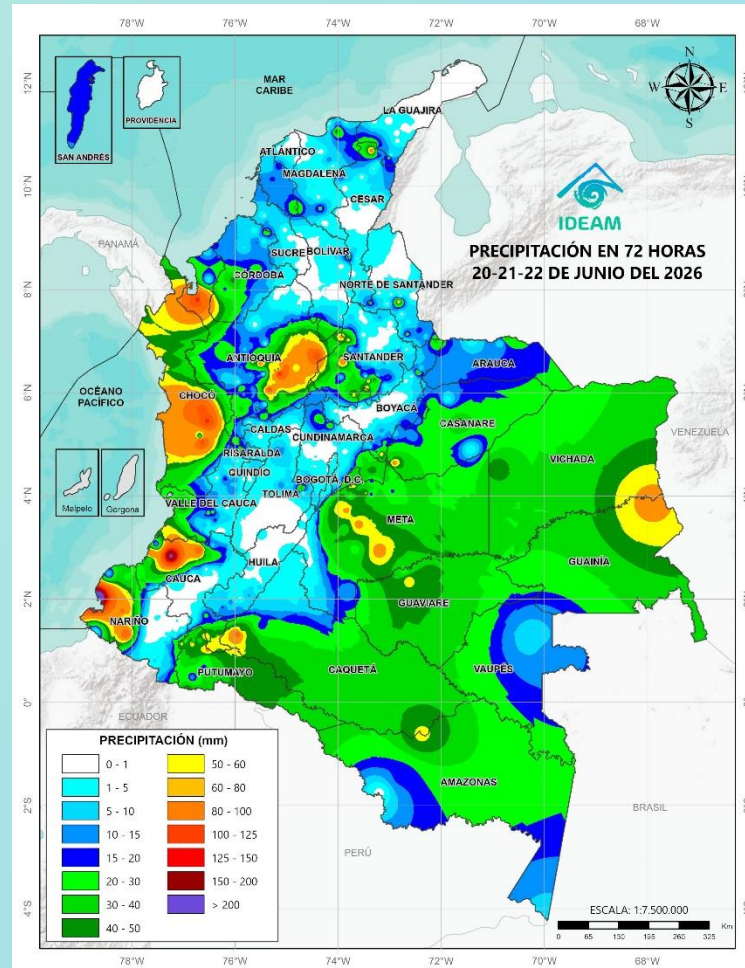 78°W 76°W 74°W 72°W 70°W 68°W
12°N
10°N
8°N
6°N
4°N
2°N
0°
2°S
4°S
SAN ANDRÉS
PROVIDENCIA
MAR
CARIBE
N
W E
S
LA GUAJIRA
ATLÁNTICO
MAGDALENA
CESAR
IDEAM
PRECIPITACIÓN EN 72 HORAS
20-21-22 DE JUNIO DEL 2026
PANAMÁ
SUCRE
BOLÍVAR
CÓRDOBA
NORTE DE SANTANDER
ANTIOQUIA
SANTANDER
ARAUCA
OCÉANO
PACÍFICO
CHOCÓ
BOYACÁ
CASANARE
CALDAS
CUNDINAMARCA
VENEZUELA
VICHADA
RISARALDA
QUINDÍO
BOGOTÁ, D.C.
TOLIMA
Malpelo
Gorgona
VALLE DEL CAUCA
META
CAUCA
HUILA
GUAINÍA
GUAVIARE
NARIÑO
PUTUMAYO
CAQUETÁ
VAUPÉS
ECUADOR
AMAZONAS
BRASIL
PERÚ
PRECIPITACIÓN (mm)
0 - 1
1 - 5
5 - 10
10 - 15
15 - 20
20 - 30
30 - 40
40 - 50
50 - 60
60 - 80
80 - 100
100 - 125
125 - 150
150 - 200
> 200
ESCALA: 1:7.500.000
0 65 130 195 260 325 Km
78°W 76°W 74°W 72°W 70°W 68°W